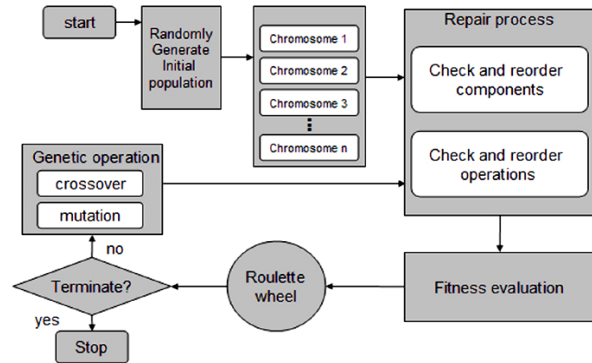 start
Randomly
Generate
Initial
population
Chromosome 1
Chromosome 2
Chromosome 3
Chromosome n
Repair process
Check and reorder
components
Check and reorder
operations
Genetic operation
crossover
mutation
no
Terminate?
yes
Stop
Roulette
wheel
Fitness evaluation